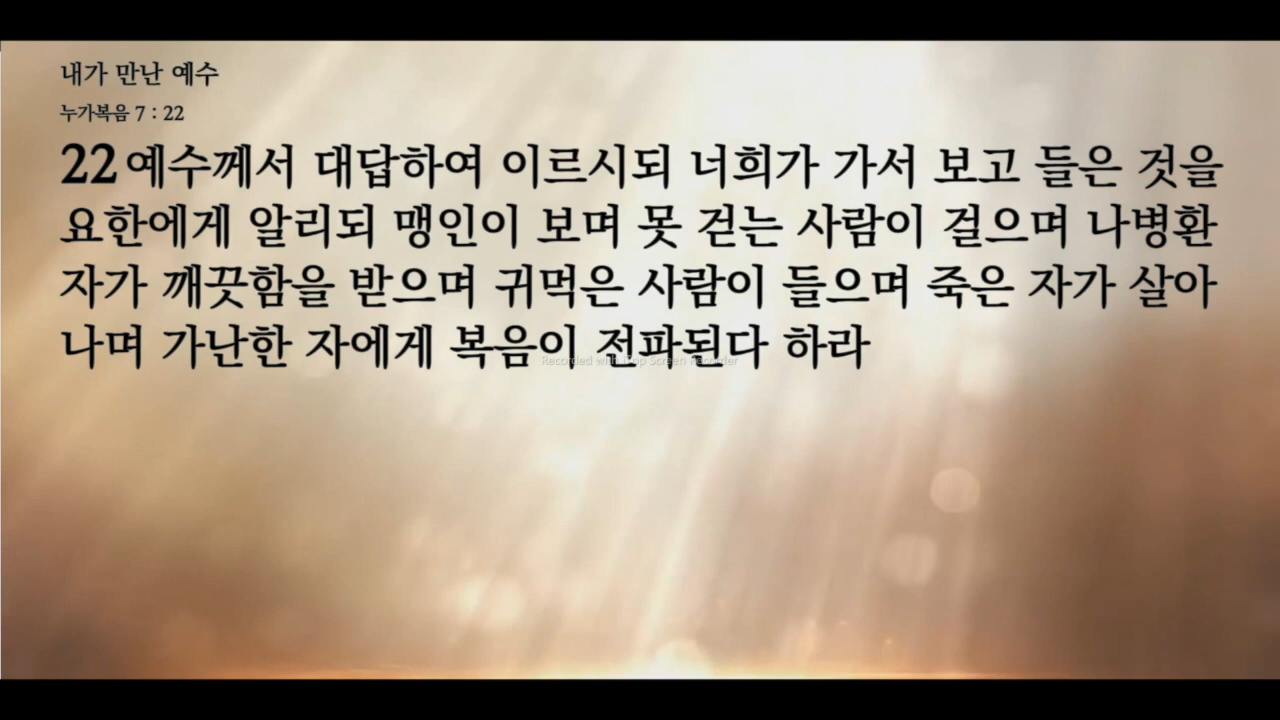 내가 만난 예수
누가복음 7 : 22
22 예수께서 대답하여 이르시되 너희가 가서 보고 들은 것을
요한에게 알리되 맹인이 보며 못 걷는 사람이 걸으며 나병환
자가 깨끗함을 받으며 귀먹은 사람이 들으며 죽은 자가 살아
나며 가난한 자에게 복음이 전파된다 하라
Recorded with iTop Screen Recorder